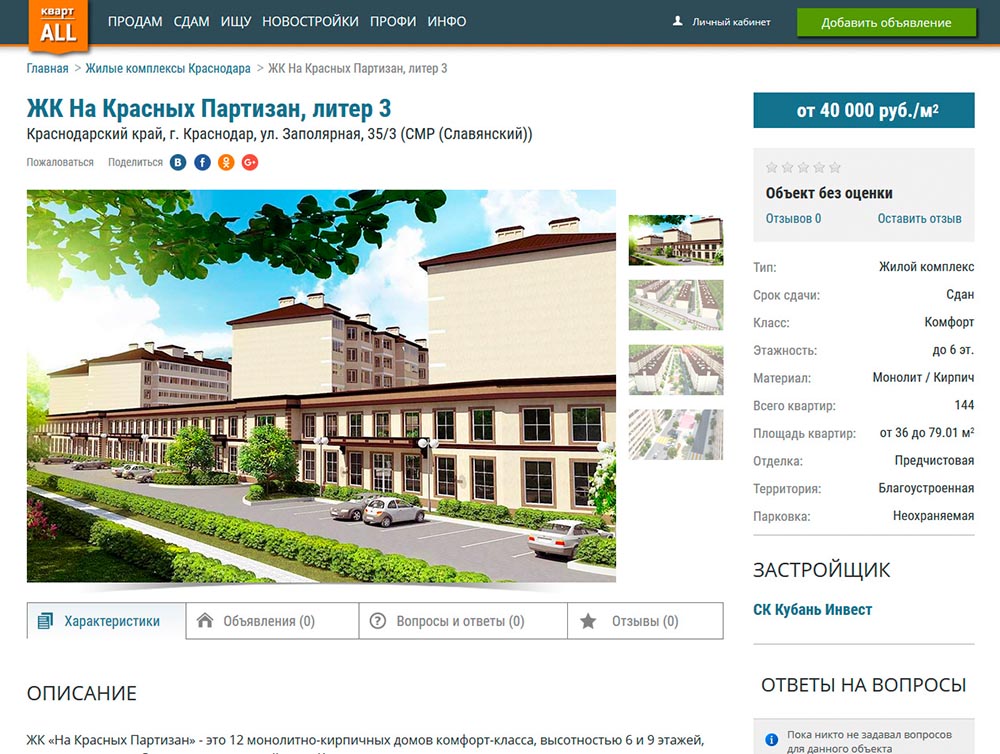 кварт
ALL
ПРОДАМ СДАМ ИЩУ НОВОСТРОЙКИ ПРОФИ ИНФО
Личный кабинет
Добавить объявление
Главная > Жилые комплексы Краснодара > ЖК На Красных Партизан, литер 3
ЖК На Красных Партизан, литер 3
Краснодарский край, г. Краснодар, ул. Заполярная, 35/3 (СМР (Славянский))
Пожаловаться Поделиться
от 40 000 руб./м²
Объект без оценки
Отзывов 0 Оставить отзыв
Тип: Жилой комплекс
Срок сдачи: Сдан
Класс: Комфорт
Этажность: до 6 эт.
Материал: Монолит / Кирпич
Всего квартир: 144
Площадь квартир: от 36 до 79.01 м²
Отделка: Предчистовая
Территория: Благоустроенная
Парковка: Неохраняемая
ЗАСТРОЙЩИК
СК Кубань Инвест
Характеристики Объявления (0) Вопросы и ответы (0) Отзывы (0)
ОТВЕТЫ НА ВОПРОСЫ
Пока никто не задавал вопросов
для данного объекта
ОПИСАНИЕ
ЖК «На Красных Партизан» - это 12 монолитно-кирпичных домов комфорт-класса, высотностью 6 и 9 этажей,